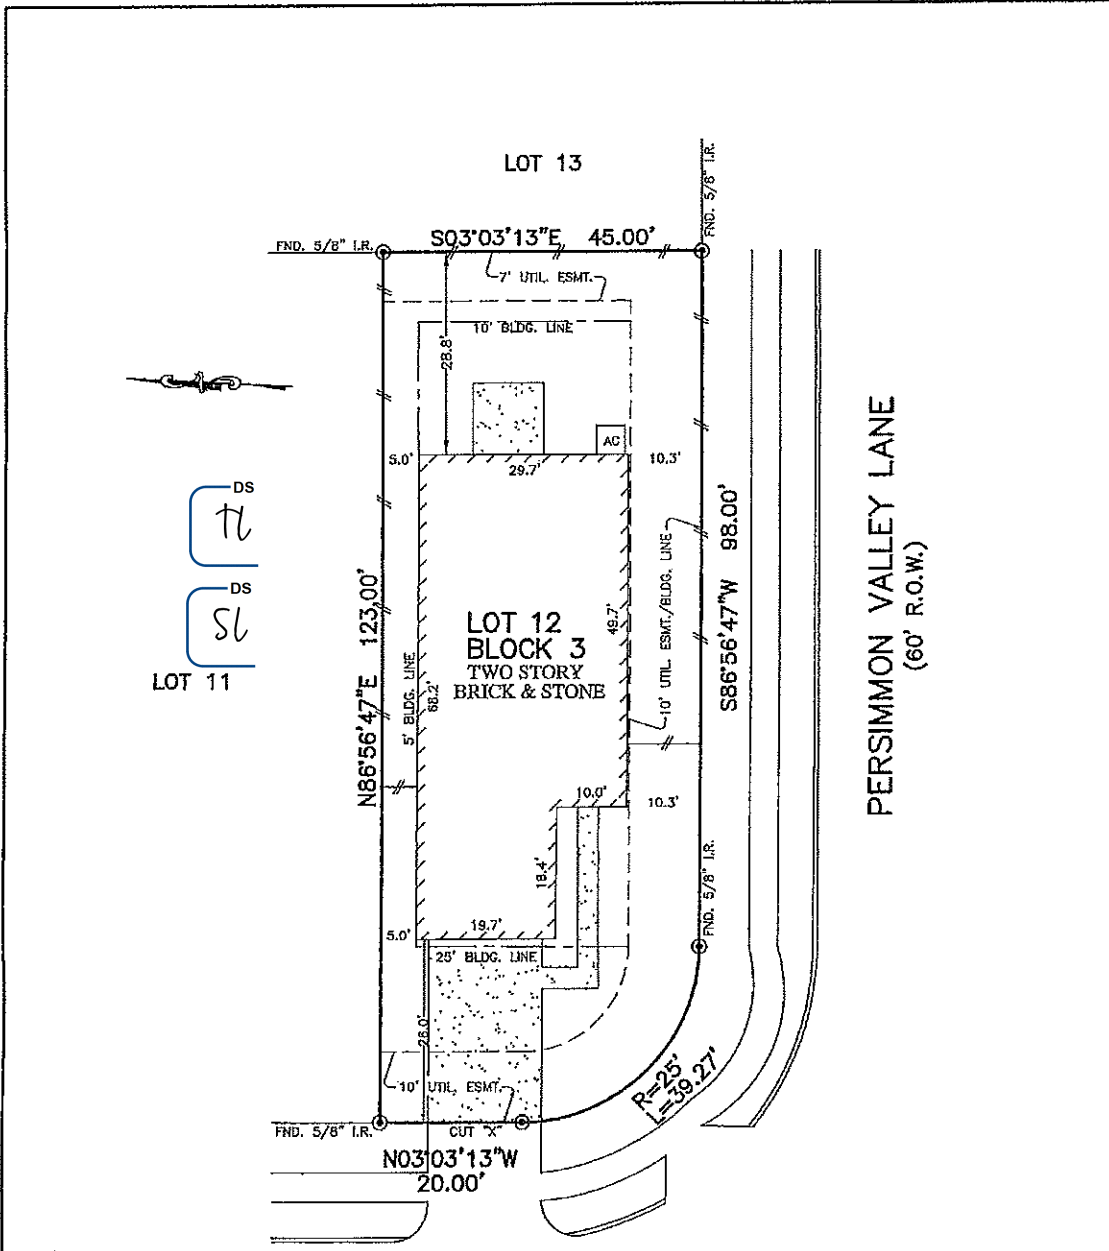 LOT 13
FND. 5/8" I.R.
FND. 5/8" I.R.
S03°03'13"E 45.00'
7' UTIL. ESMT.
10' BLDG. LINE
28.8'
AC
5.0'
29.7'
10.3'
DS
TL
DS
SL
LOT 11
N86°56'47"E 123.00'
5' BLDG. LINE
68.2'
LOT 12
BLOCK 3
TWO STORY
BRICK & STONE
49.7'
10' UTIL ESMT./BLDG. LINE
S86°56'47"W 98.00'
PERSIMMON VALLEY LANE
(60' R.O.W.)
10.0'
10.3'
18.4'
FND. 5/8" I.R.
5.0'
19.7'
25' BLDG. LINE
26.0'
10' UTIL. ESMT.
R=25'
L=39.27'
FND. 5/8" I.R.
CUT "X"
N03°03'13"W
20.00'